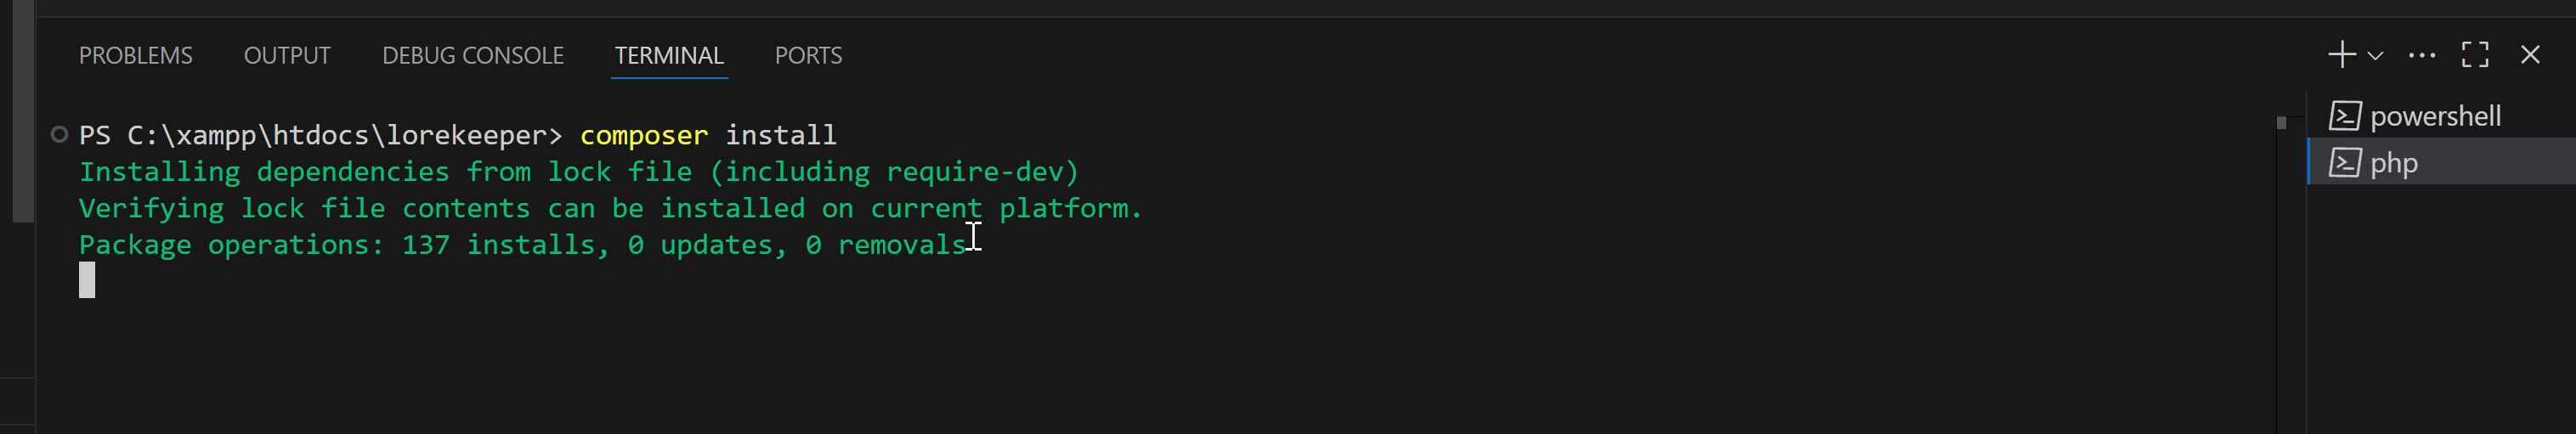 PROBLEMS OUTPUT DEBUG CONSOLE TERMINAL PORTS
PS C:\xampp\htdocs\lorekeeper> composer install
Installing dependencies from lock file (including require-dev)
Verifying lock file contents can be installed on current platform.
Package operations: 137 installs, 0 updates, 0 removals
powershell
php